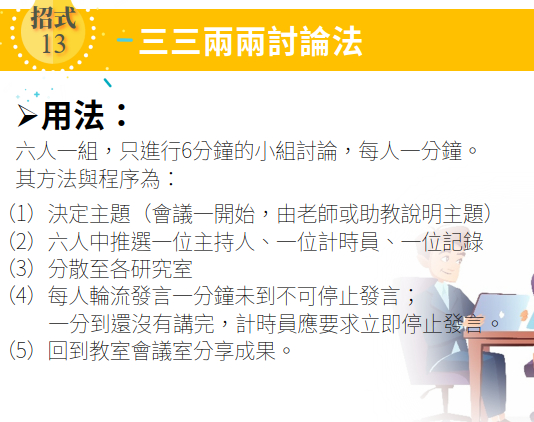 招式
13
三三兩兩討論法
➢用法：
六人一組，只進行6分鐘的小組討論，每人一分鐘。
其方法與程序為：
(1) 決定主題（會議一開始，由老師或助教說明主題）
(2) 六人中推選一位主持人、一位計時員、一位記錄
(3) 分散至各研究室
(4) 每人輪流發言一分鐘未到不可停止發言；
一分到還沒有講完，計時員應要求立即停止發言。
(5) 回到教室會議室分享成果。